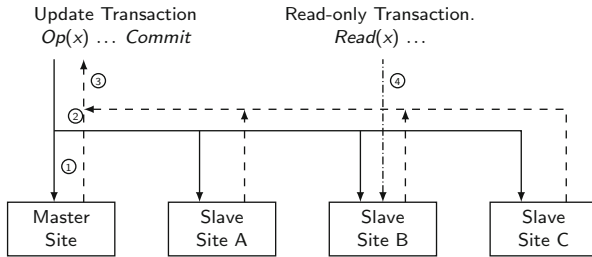 Update Transaction
Op(x) … Commit
Read-only Transaction.
Read(x) …
③
④
②
①
Master
Site
Slave
Site A
Slave
Site B
Slave
Site C